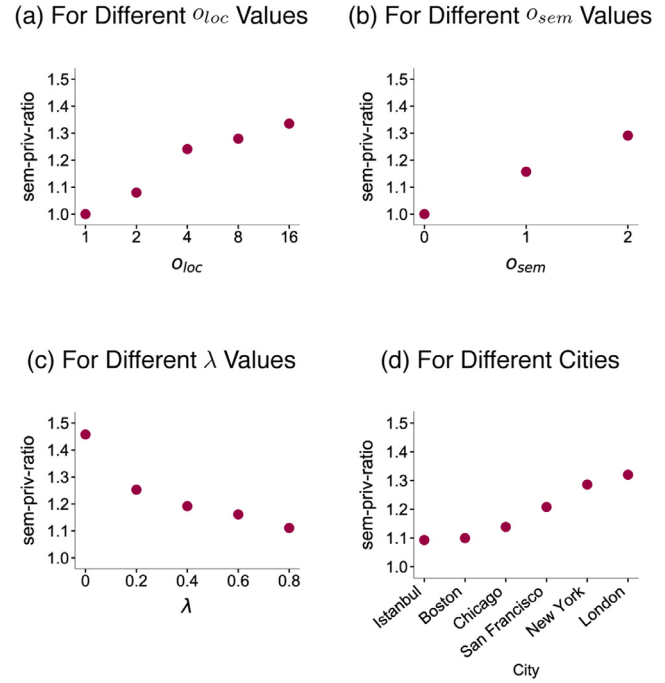 (a) For Different o_loc Values
sem-priv-ratio
1.5
1.4
1.3
1.2
1.1
1.0
1 2 4 8 16
o_loc
(b) For Different o_sem Values
sem-priv-ratio
1.5
1.4
1.3
1.2
1.1
1.0
0 1 2
o_sem
(c) For Different λ Values
sem-priv-ratio
1.5
1.4
1.3
1.2
1.1
1.0
0 0.2 0.4 0.6 0.8
λ
(d) For Different Cities
sem-priv-ratio
1.5
1.4
1.3
1.2
1.1
1.0
Istanbul
Boston
Chicago
San Francisco
New York
London
City